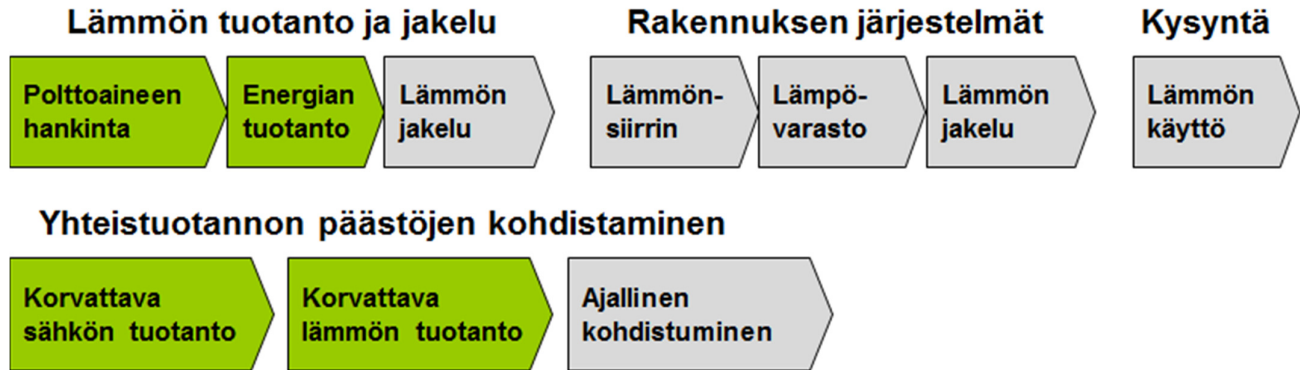 Lämmön tuotanto ja jakelu
Rakennuksen järjestelmät
Kysyntä
Polttoaineen
hankinta
Energian
tuotanto
Lämmön
jakelu
Lämmön-
siirrin
Lämpö-
varasto
Lämmön
jakelu
Lämmön
käyttö
Yhteistuotannon päästöjen kohdistaminen
Korvattava
sähkön tuotanto
Korvattava
lämmön tuotanto
Ajallinen
kohdistuminen